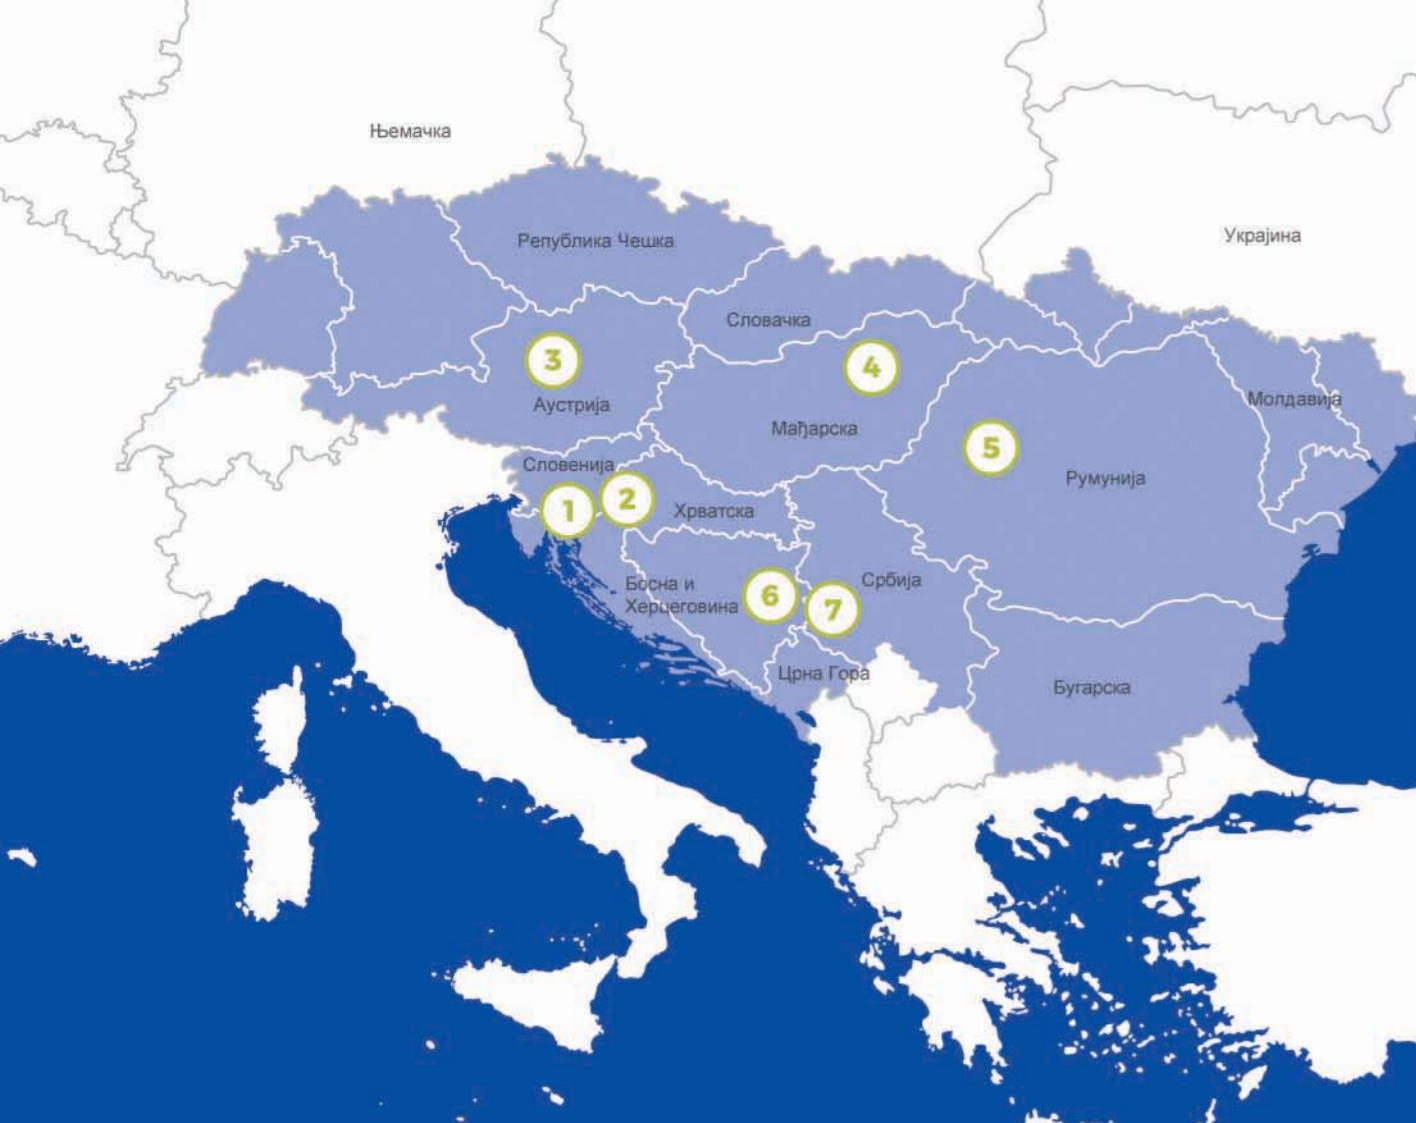 Њемачка
Украјина
Република Чешка
Словачка
3
4
Аустрија
Молдавија
Мађарска
5
Словенија
Румунија
1
2
Хрватска
Босна и
Херцеговина
6
7
Србија
Црна Гора
Бугарска